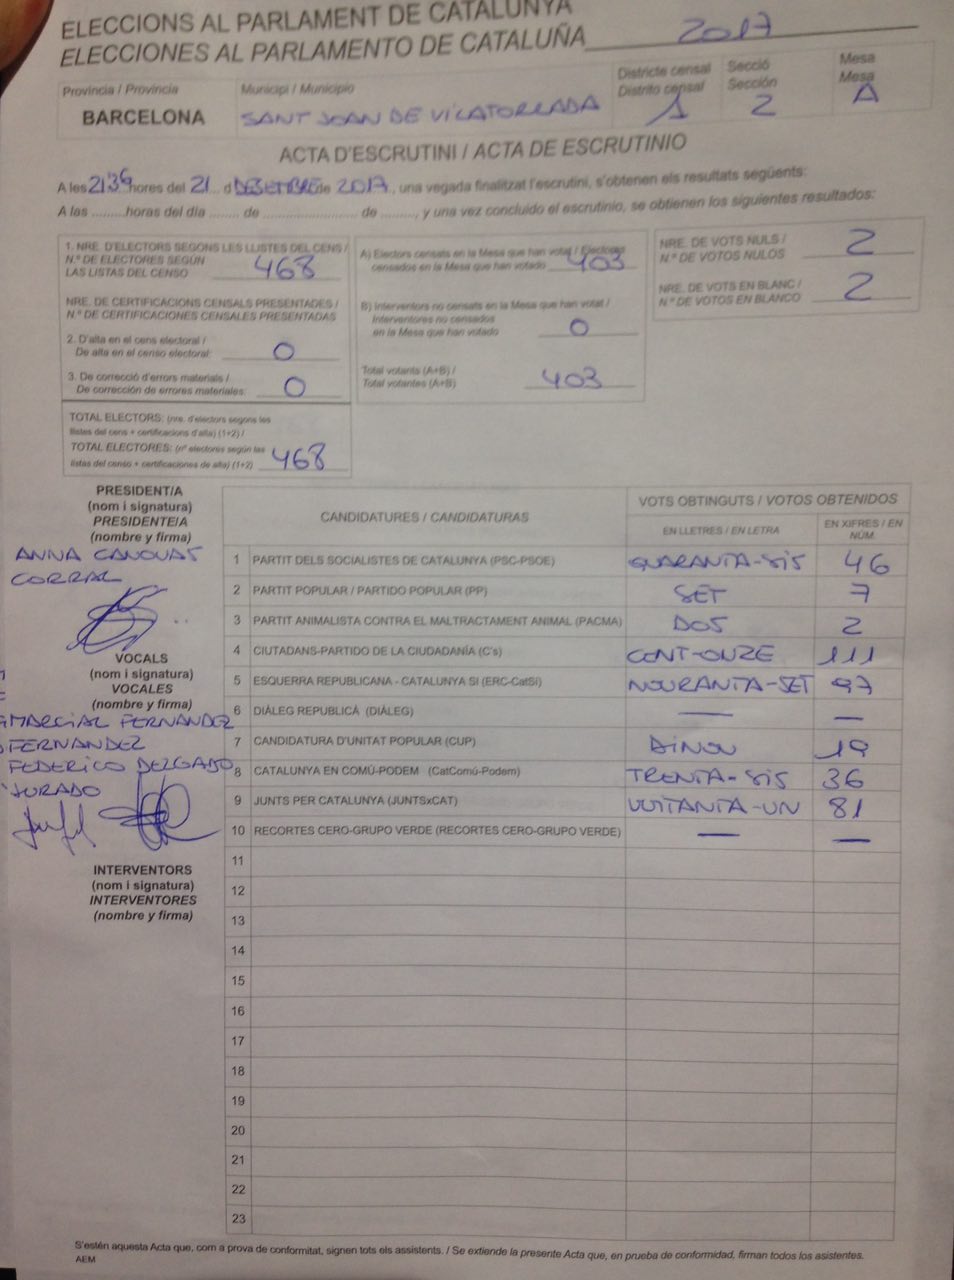 ELECCIONS AL PARLAMENT DE CATALUNYA
ELECCIONES AL PARLAMENTO DE CATALUÑA 2017
Província / Provincia
BARCELONA
Municipi / Municipio
SANT JOAN DE VILATORRADA
Districte censal
Distrito censal
1
Secció
Sección
2
Mesa
Mesa
A
ACTA D'ESCRUTINI / ACTA DE ESCRUTINIO
A les 21'36 hores del 21 d DESEMBRE de 2017, una vegada finalitzat l'escrutini, s'obtenen els resultats següents:
A las ........horas del día ....... de ...................... de ........, y una vez concluido el escrutinio, se obtienen los siguientes resultados:
1. NRE. D'ELECTORS SEGONS LES LLISTES DEL CENS /
N.º DE ELECTORES SEGÚN
LAS LISTAS DEL CENSO 468
NRE. DE CERTIFICACIONS CENSALS PRESENTADES /
N.º DE CERTIFICACIONES CENSALES PRESENTADAS
2. D'alta en el cens electoral /
De alta en el censo electoral: 0
3. De correcció d'errors materials /
De corrección de errores materiales: 0
TOTAL ELECTORS: (nre. d'electors segons les
llistes del cens + certificacions d'alta) (1+2) /
TOTAL ELECTORES: (nº electores según las
listas del censo + certificaciones de alta) (1+2) 468
A) Electors censats en la Mesa que han votat / Electores
censados en la Mesa que han votado 403
B) Interventors no censats en la Mesa que han votat /
Interventores no censados
en la Mesa que han votado 0
Total votants (A+B) /
Total votantes (A+B) 403
NRE. DE VOTS NULS /
N.º DE VOTOS NULOS 2
NRE. DE VOTS EN BLANC /
N.º DE VOTOS EN BLANCO 2
PRESIDENT/A
(nom i signatura)
PRESIDENTE/A
(nombre y firma)
ANNA CANOVAS
CORRAL
VOCALS
(nom i signatura)
VOCALES
(nombre y firma)
MARCIAL FERNANDEZ
FERNANDEZ
FEDERICO DELGADO
JURADO
INTERVENTORS
(nom i signatura)
INTERVENTORES
(nombre y firma)
CANDIDATURES / CANDIDATURAS
VOTS OBTINGUTS / VOTOS OBTENIDOS
EN LLETRES / EN LETRA
EN XIFRES / EN
NÚM.
1 PARTIT DELS SOCIALISTES DE CATALUNYA (PSC-PSOE) QUARANTA-SIS 46
2 PARTIT POPULAR / PARTIDO POPULAR (PP) SET 7
3 PARTIT ANIMALISTA CONTRA EL MALTRACTAMENT ANIMAL (PACMA) DOS 2
4 CIUTADANS-PARTIDO DE LA CIUDADANÍA (C's) CENT-ONZE 111
5 ESQUERRA REPUBLICANA - CATALUNYA SI (ERC-CatSí) NOURANTA-SET 97
6 DIÀLEG REPUBLICÀ (DIÀLEG) — —
7 CANDIDATURA D'UNITAT POPULAR (CUP) DINOU 19
8 CATALUNYA EN COMÚ-PODEM (CatComú-Podem) TRENTA-SIS 36
9 JUNTS PER CATALUNYA (JUNTSxCAT) VUITANTA-UN 81
10 RECORTES CERO-GRUPO VERDE (RECORTES CERO-GRUPO VERDE) — —
11
12
13
14
15
16
17
18
19
20
21
22
23
S'estén aquesta Acta que, com a prova de conformitat, signen tots els assistents. / Se extiende la presente Acta que, en prueba de conformidad, firman todos los asistentes.
AEM